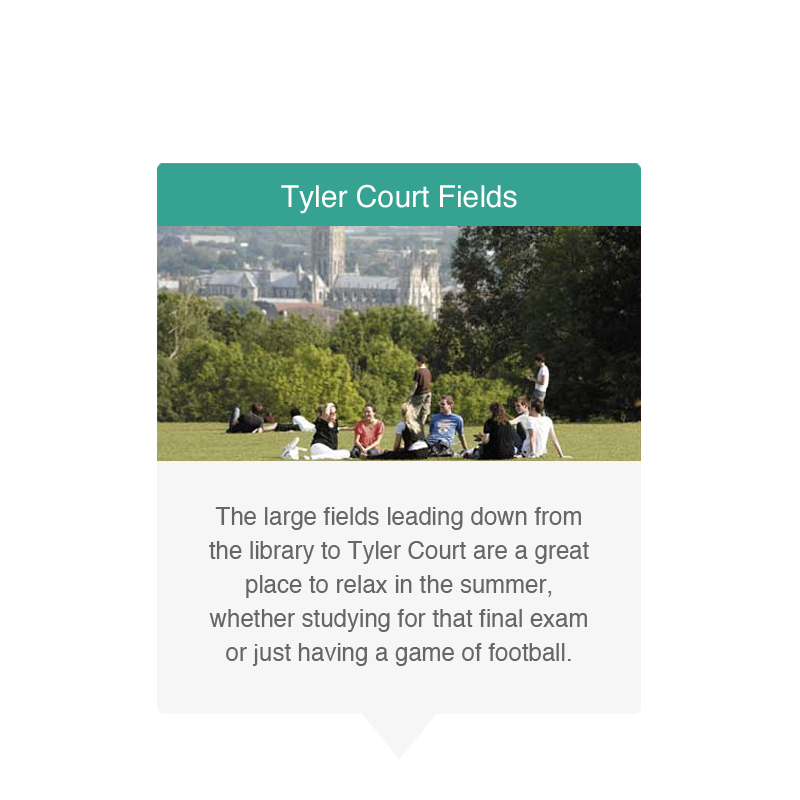 Tyler Court Fields
The large fields leading down from
the library to Tyler Court are a great
place to relax in the summer,
whether studying for that final exam
or just having a game of football.